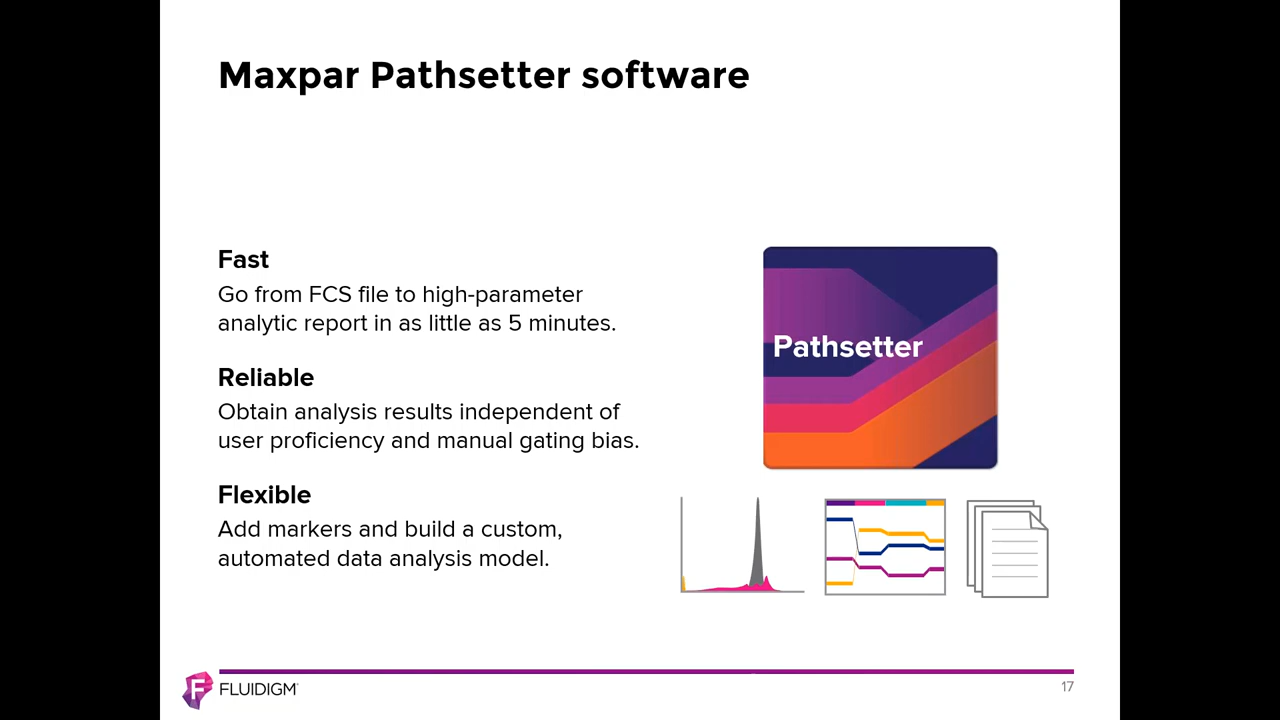 Maxpar Pathsetter software
Fast
Go from FCS file to high-parameter
analytic report in as little as 5 minutes.
Reliable
Obtain analysis results independent of
user proficiency and manual gating bias.
Flexible
Add markers and build a custom,
automated data analysis model.
Pathsetter
F
FLUIDIGM
17